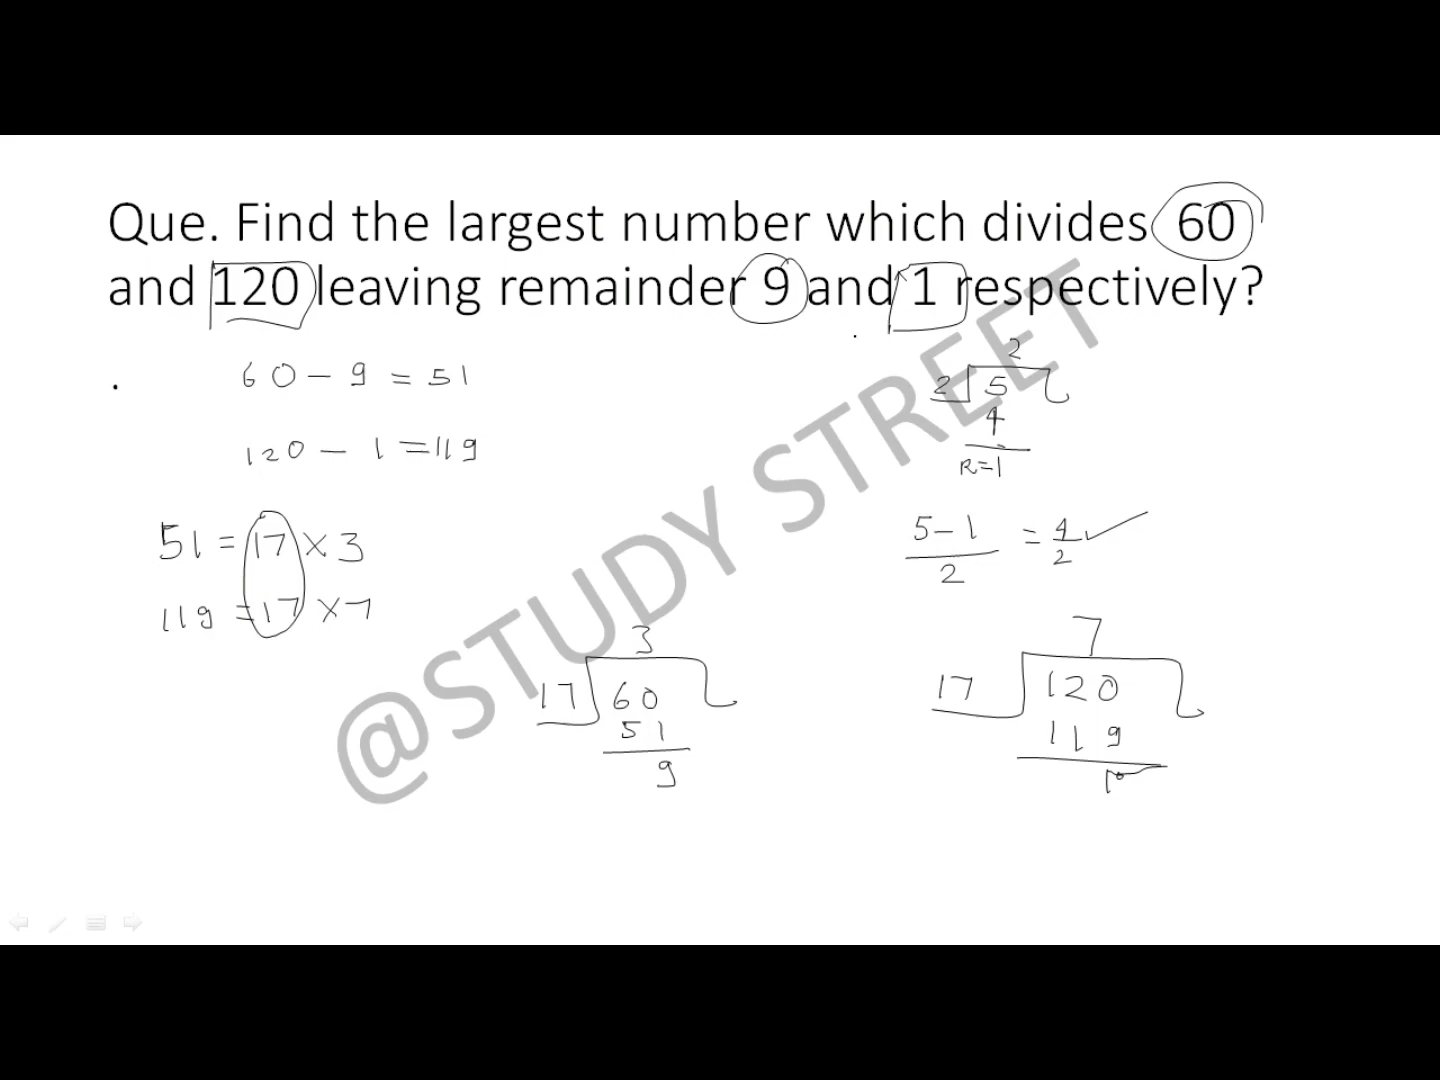 Que. Find the largest number which divides 60
and 120 leaving remainder 9 and 1 respectively?
60 - 9 = 51
120 - 1 = 119
51 = 17 × 3
119 = 17 × 7
2
2 5
4
R=1
5-1 = 4
2 2
3
17 60
51
9
7
17 120
119
1
@STUDY STREET